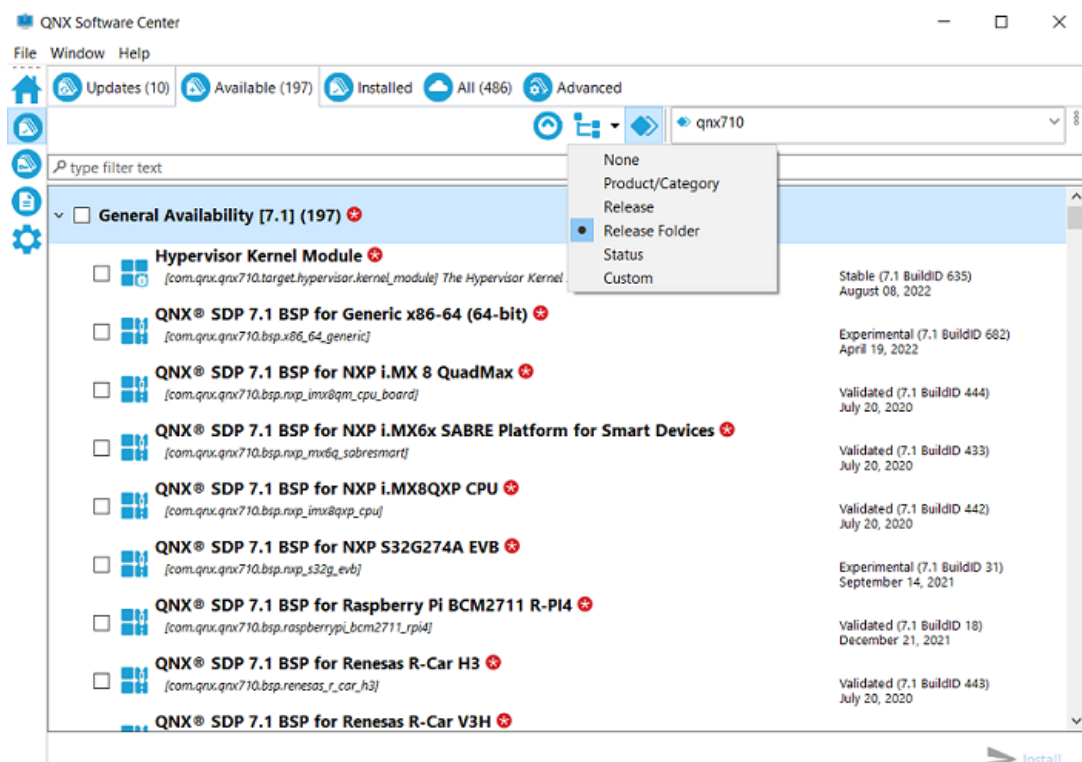 QNX Software Center
File Window Help
Updates (10) Available (197) Installed All (486) Advanced
qnx710
type filter text
None
Product/Category
Release
Release Folder
Status
Custom
General Availability [7.1] (197)
Hypervisor Kernel Module
[com.qnx.qnx710.target.hypervisor.kernel_module] The Hypervisor Kernel
Stable (7.1 BuildID 635)
August 08, 2022
QNX® SDP 7.1 BSP for Generic x86-64 (64-bit)
[com.qnx.qnx710.bsp.x86_64_generic]
Experimental (7.1 BuildID 682)
April 19, 2022
QNX® SDP 7.1 BSP for NXP i.MX 8 QuadMax
[com.qnx.qnx710.bsp.nxp_imx8qm_cpu_board]
Validated (7.1 BuildID 444)
July 20, 2020
QNX® SDP 7.1 BSP for NXP i.MX6x SABRE Platform for Smart Devices
[com.qnx.qnx710.bsp.nxp_mx6q_sabresmart]
Validated (7.1 BuildID 433)
July 20, 2020
QNX® SDP 7.1 BSP for NXP i.MX8QXP CPU
[com.qnx.qnx710.bsp.nxp_imx8qxp_cpu]
Validated (7.1 BuildID 442)
July 20, 2020
QNX® SDP 7.1 BSP for NXP S32G274A EVB
[com.qnx.qnx710.bsp.nxp_s32g_evb]
Experimental (7.1 BuildID 31)
September 14, 2021
QNX® SDP 7.1 BSP for Raspberry Pi BCM2711 R-PI4
[com.qnx.qnx710.bsp.raspberrypi_bcm2711_rpi4]
Validated (7.1 BuildID 18)
December 21, 2021
QNX® SDP 7.1 BSP for Renesas R-Car H3
[com.qnx.qnx710.bsp.renesas_r_car_h3]
Validated (7.1 BuildID 443)
July 20, 2020
QNX® SDP 7.1 BSP for Renesas R-Car V3H
Install